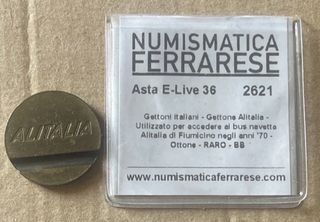 NUMISMATICA
FERRARESE
Asta E-Live 36 2621
Gettoni Italiani - Gettone Alitalia -
Utilizzato per accedere ai bus navetta
Alitalia di Fiumicino negli anni '70 -
Ottone - RARO - BB
www.numismaticaferrarese.com
ALITALIA